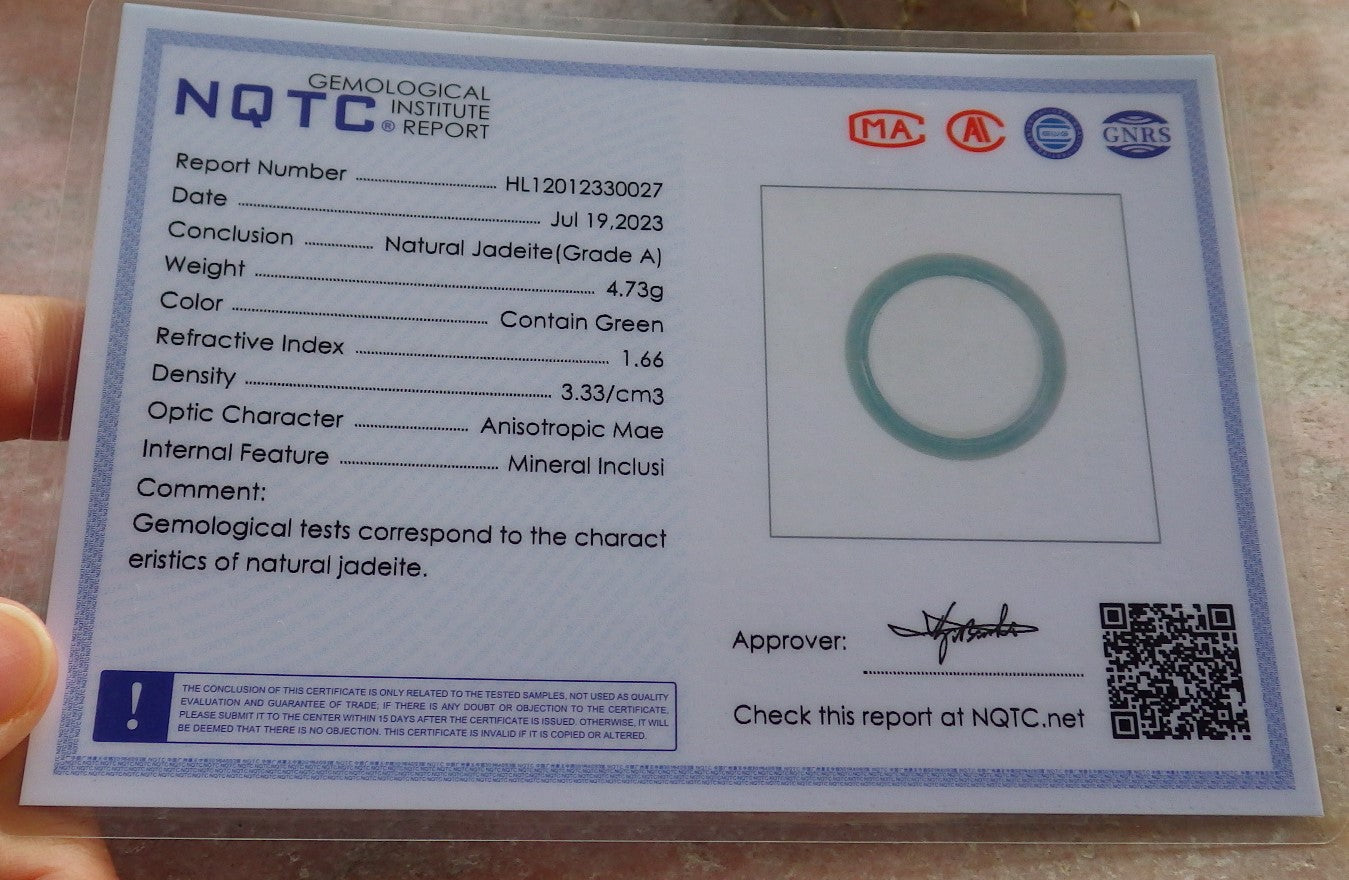 NQTC® GEMOLOGICAL INSTITUTE REPORT
MA
GNRS
Report Number HL12012330027
Date Jul 19,2023
Conclusion Natural Jadeite(Grade A)
Weight 4.73g
Color Contain Green
Refractive Index 1.66
Density 3.33/cm3
Optic Character Anisotropic Mae
Internal Feature Mineral Inclusi
Comment:
Gemological tests correspond to the charact
eristics of natural jadeite.
! THE CONCLUSION OF THIS CERTIFICATE IS ONLY RELATED TO THE TESTED SAMPLES, NOT USED AS QUALITY
EVALUATION AND GUARANTEE OF TRADE; IF THERE IS ANY DOUBT OR OBJECTION TO THE CERTIFICATE,
PLEASE SUBMIT IT TO THE CENTER WITHIN 15 DAYS AFTER THE CERTIFICATE IS ISSUED. OTHERWISE, IT WILL
BE DEEMED THAT THERE IS NO OBJECTION. THIS CERTIFICATE IS INVALID IF IT IS COPIED OR ALTERED.
Approver:
Check this report at NQTC.net